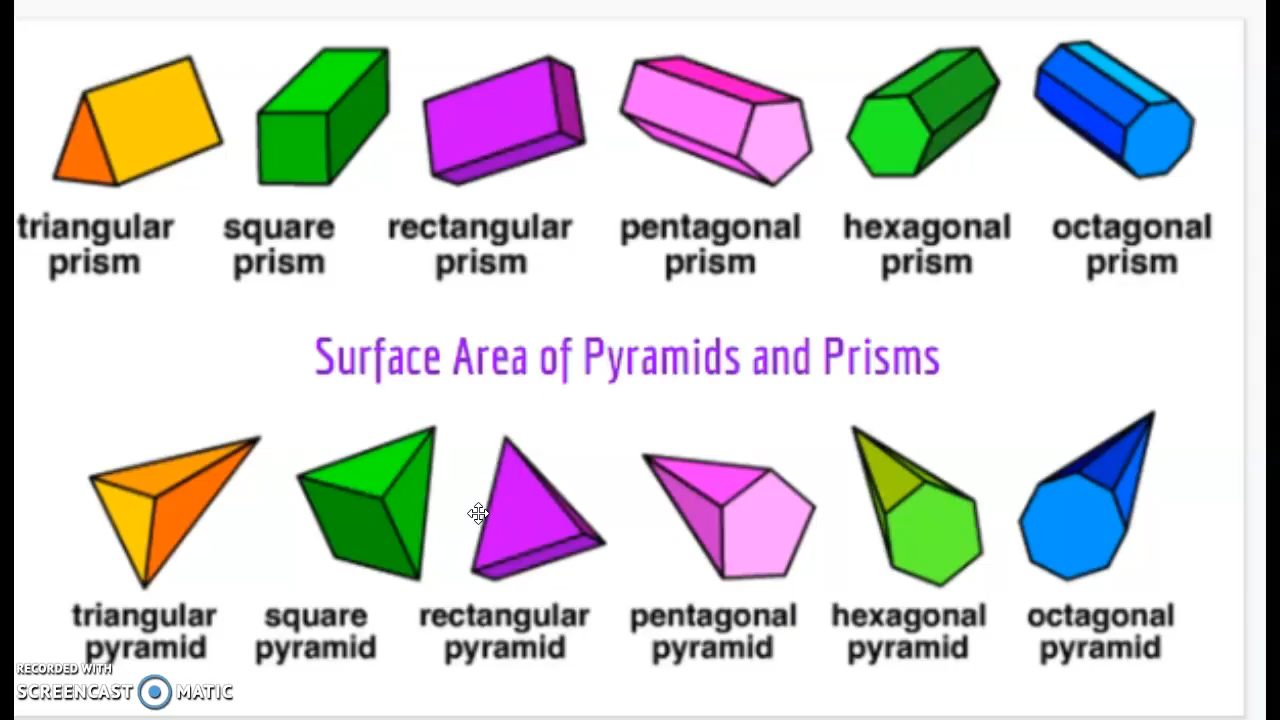 triangular prism
square prism
rectangular prism
pentagonal prism
hexagonal prism
octagonal prism
Surface Area of Pyramids and Prisms
triangular pyramid
square pyramid
rectangular pyramid
pentagonal pyramid
hexagonal pyramid
octagonal pyramid
RECORDED WITH
SCREENCAST MATIC